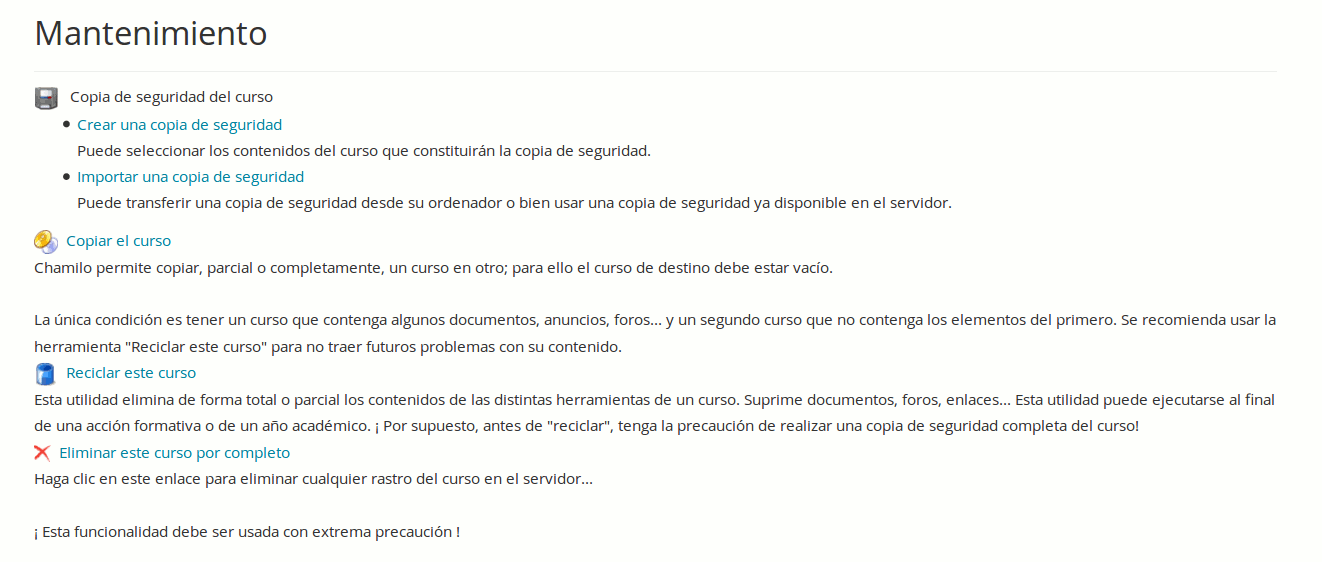 Mantenimiento
Copia de seguridad del curso
Crear una copia de seguridad
Puede seleccionar los contenidos del curso que constituirán la copia de seguridad.
Importar una copia de seguridad
Puede transferir una copia de seguridad desde su ordenador o bien usar una copia de seguridad ya disponible en el servidor.
Copiar el curso
Chamilo permite copiar, parcial o completamente, un curso en otro; para ello el curso de destino debe estar vacío.
La única condición es tener un curso que contenga algunos documentos, anuncios, foros... y un segundo curso que no contenga los elementos del primero. Se recomienda usar la
herramienta "Reciclar este curso" para no traer futuros problemas con su contenido.
Reciclar este curso
Esta utilidad elimina de forma total o parcial los contenidos de las distintas herramientas de un curso. Suprime documentos, foros, enlaces... Esta utilidad puede ejecutarse al final
de una acción formativa o de un año académico. ¡ Por supuesto, antes de "reciclar", tenga la precaución de realizar una copia de seguridad completa del curso!
Eliminar este curso por completo
Haga clic en este enlace para eliminar cualquier rastro del curso en el servidor...
¡ Esta funcionalidad debe ser usada con extrema precaución !